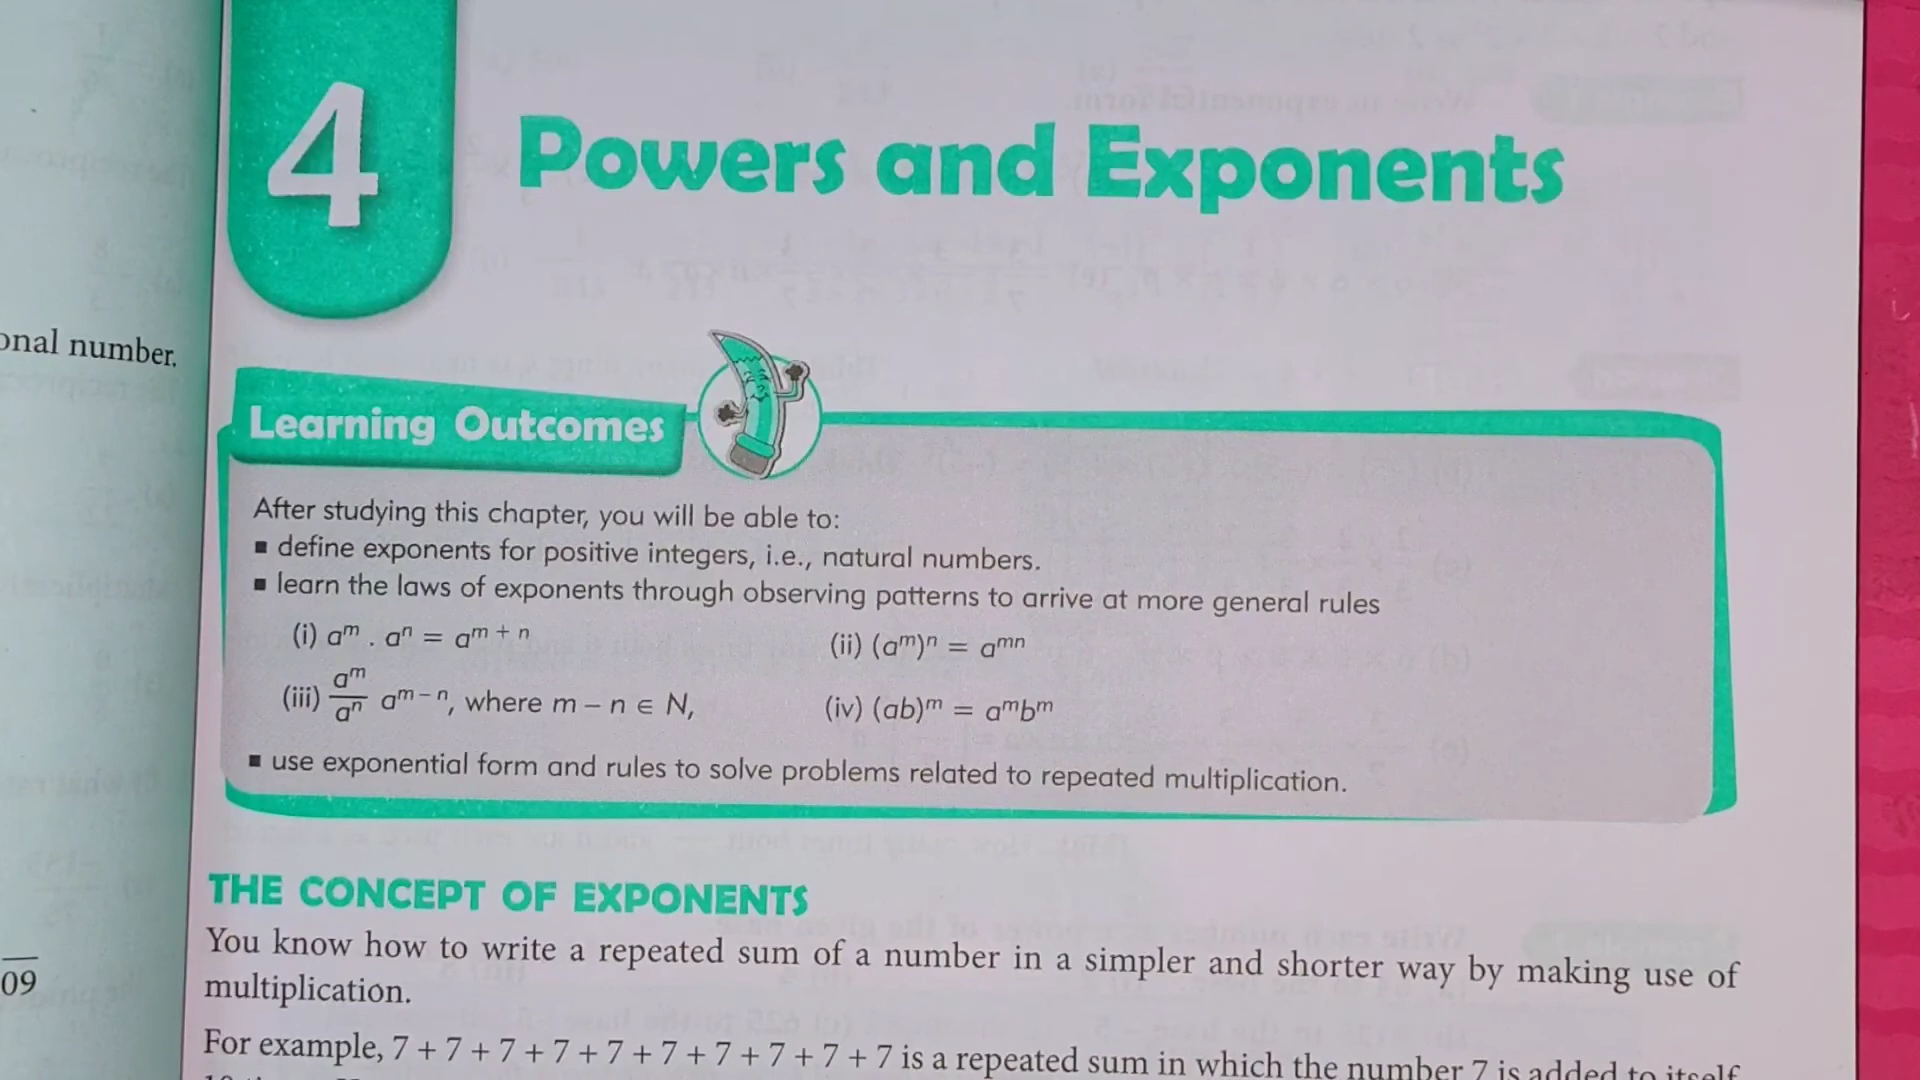 4
Powers and Exponents
onal number.
Learning Outcomes
After studying this chapter, you will be able to:
▪ define exponents for positive integers, i.e., natural numbers.
▪ learn the laws of exponents through observing patterns to arrive at more general rules
(i) aᵐ . aⁿ = aᵐ ⁺ ⁿ (ii) (aᵐ)ⁿ = aᵐⁿ
(iii) aᵐ/aⁿ aᵐ⁻ⁿ, where m – n ∈ N, (iv) (ab)ᵐ = aᵐbᵐ
▪ use exponential form and rules to solve problems related to repeated multiplication.
THE CONCEPT OF EXPONENTS
You know how to write a repeated sum of a number in a simpler and shorter way by making use of
multiplication.
09
For example, 7 + 7 + 7 + 7 + 7 + 7 + 7 + 7 + 7 + 7 is a repeated sum in which the number 7 is added to itself